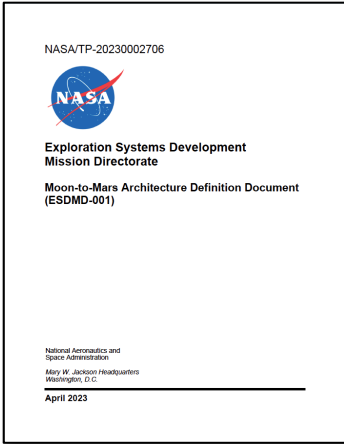 NASA/TP-20230002706
NASA
Exploration Systems Development
Mission Directorate
Moon-to-Mars Architecture Definition Document
(ESDMD-001)
National Aeronautics and
Space Administration
Mary W. Jackson Headquarters
Washington, D.C.
April 2023